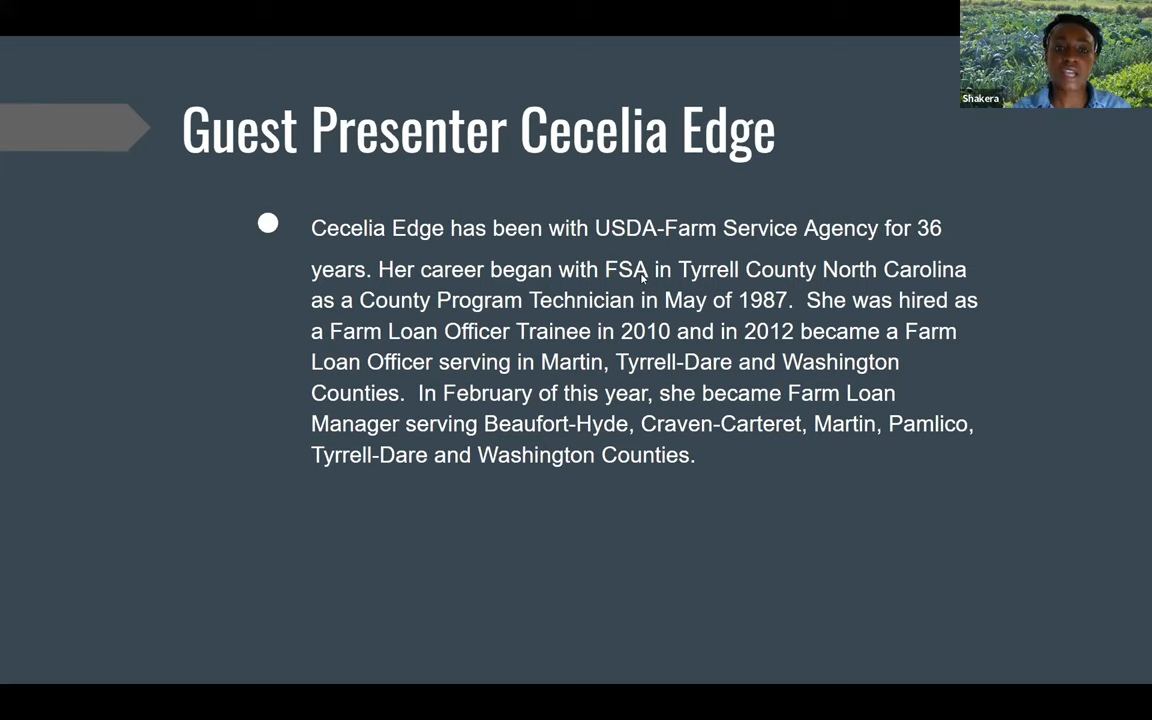 Shakera
Guest Presenter Cecelia Edge
Cecelia Edge has been with USDA-Farm Service Agency for 36
years. Her career began with FSA in Tyrrell County North Carolina
as a County Program Technician in May of 1987.  She was hired as
a Farm Loan Officer Trainee in 2010 and in 2012 became a Farm
Loan Officer serving in Martin, Tyrrell-Dare and Washington
Counties.  In February of this year, she became Farm Loan
Manager serving Beaufort-Hyde, Craven-Carteret, Martin, Pamlico,
Tyrrell-Dare and Washington Counties.